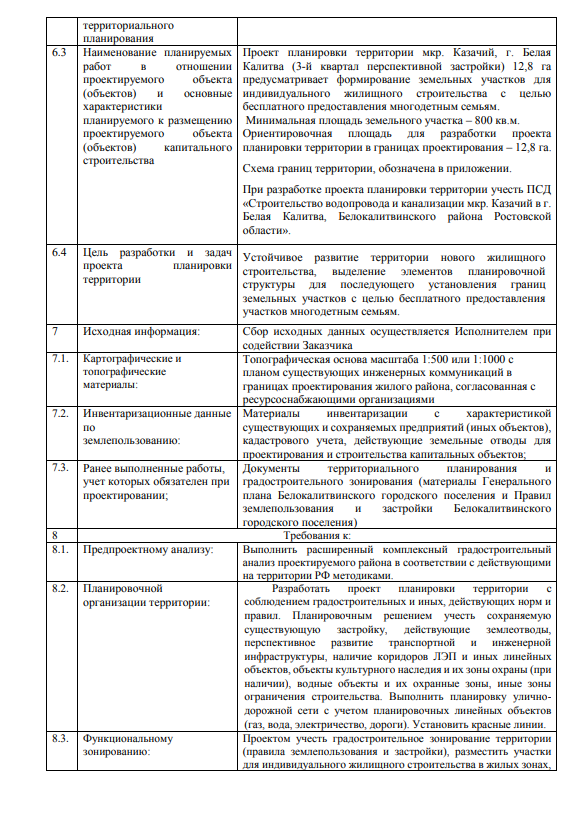 территориального
планирования
6.3
Наименование планируемых
работ в отношении
проектируемого объекта
(объектов) и основные
характеристики
планируемого к размещению
проектируемого объекта
(объектов) капитального
строительства
Проект планировки территории мкр. Казачий, г. Белая
Калитва (3-й квартал перспективной застройки) 12,8 га
предусматривает формирование земельных участков для
индивидуального жилищного строительства с целью
бесплатного предоставления многодетным семьям.
Минимальная площадь земельного участка – 800 кв.м.
Ориентировочная площадь для разработки проекта
планировки территории в границах проектирования – 12,8 га.
Схема границ территории, обозначена в приложении.
При разработке проекта планировки территории учесть ПСД
«Строительство водопровода и канализации мкр. Казачий в г.
Белая Калитва, Белокалитвинского района Ростовской
области».
6.4
Цель разработки и задач
проекта планировки
территории
Устойчивое развитие территории нового жилищного
строительства, выделение элементов планировочной
структуры для последующего установления границ
земельных участков с целью бесплатного предоставления
участков многодетным семьям.
7
Исходная информация:
Сбор исходных данных осуществляется Исполнителем при
содействии Заказчика
7.1.
Картографические и
топографические
материалы:
Топографическая основа масштаба 1:500 или 1:1000 с
планом существующих инженерных коммуникаций в
границах проектирования жилого района, согласованная с
ресурсоснабжающими организациями
7.2.
Инвентаризационные данные
по
землепользованию:
Материалы инвентаризации с характеристикой
существующих и сохраняемых предприятий (иных объектов),
кадастрового учета, действующие земельные отводы для
проектирования и строительства капитальных объектов;
7.3.
Ранее выполненные работы,
учет которых обязателен при
проектировании;
Документы территориального планирования и
градостроительного зонирования (материалы Генерального
плана Белокалитвинского городского поселения и Правил
землепользования и застройки Белокалитвинского
городского поселения)
8
Требования к:
8.1.
Предпроектному анализу:
Выполнить расширенный комплексный градостроительный
анализ проектируемого района в соответствии с действующими
на территории РФ методиками.
8.2.
Планировочной
организации территории:
Разработать проект планировки территории с
соблюдением градостроительных и иных, действующих норм и
правил. Планировочным решением учесть сохраняемую
существующую застройку, действующие землеотводы,
перспективное развитие транспортной и инженерной
инфраструктуры, наличие коридоров ЛЭП и иных линейных
объектов, объекты культурного наследия и их зоны охраны (при
наличии), водные объекты и их охранные зоны, иные зоны
ограничения строительства. Выполнить планировку улично-
дорожной сети с учетом планировочных линейных объектов
(газ, вода, электричество, дороги). Установить красные линии.
8.3.
Функциональному
зонированию:
Проектом учесть градостроительное зонирование территории
(правила землепользования и застройки), разместить участки
для индивидуального жилищного строительства в жилых зонах,